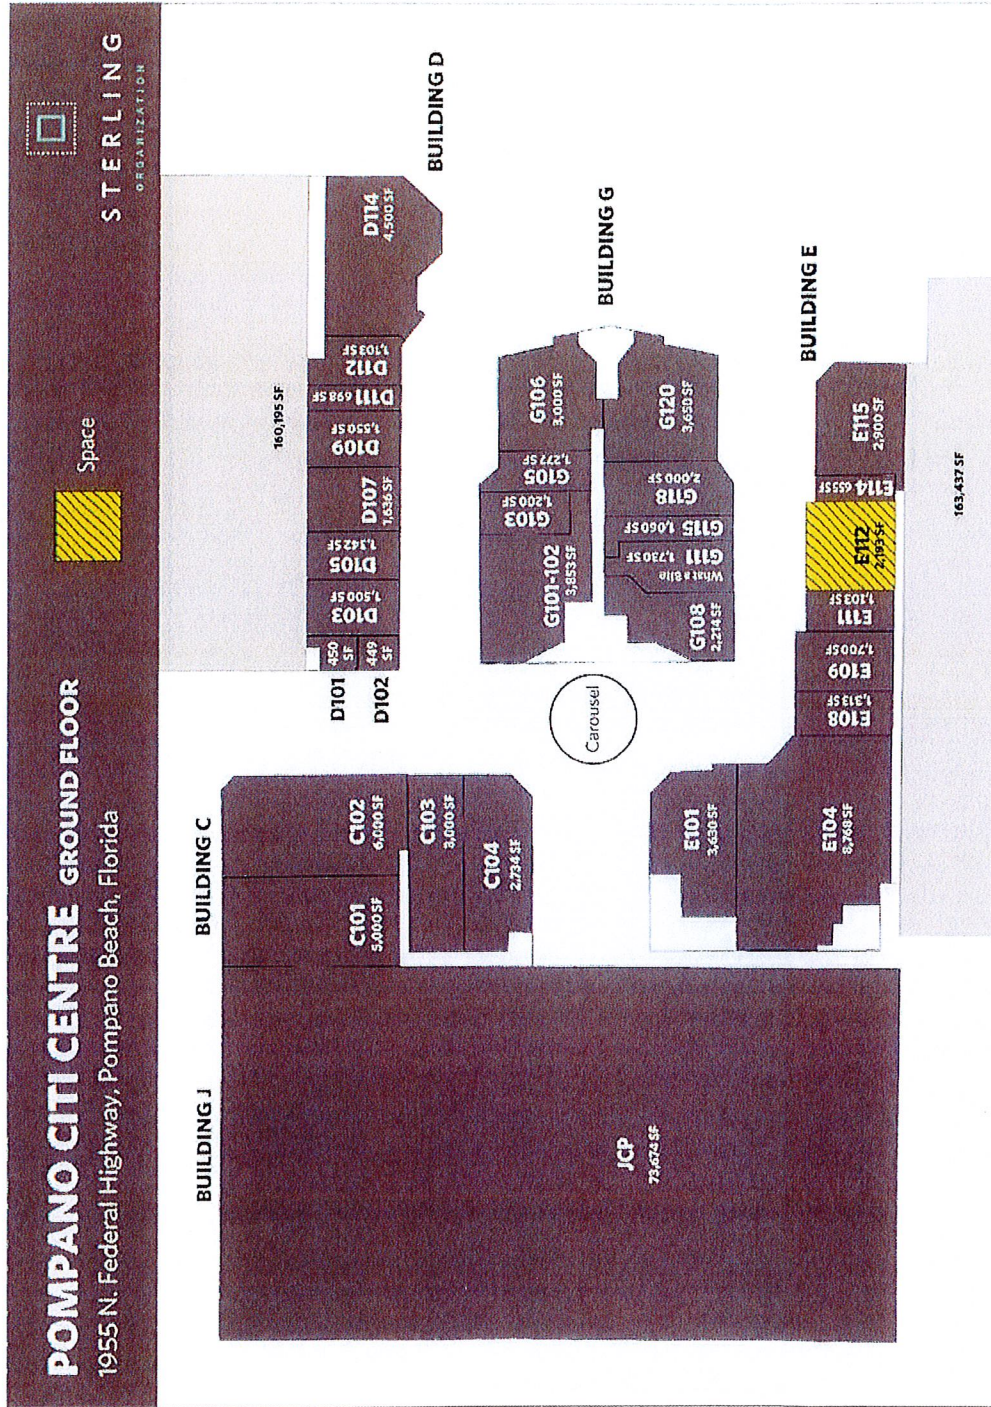 POMPANO CITI CENTRE GROUND FLOOR
1955 N. Federal Highway, Pompano Beach, Florida
Space
STERLING
ORGANIZATION
BUILDING J
BUILDING C
BUILDING D
BUILDING G
BUILDING E
160,195 SF
C101
5,000 SF
C102
6,000 SF
C103
3,000 SF
C104
2,734 SF
D101
450
SF
D102
449
SF
D103
1,500 SF
D105
1,342 SF
D107
1,636 SF
D109
1,550 SF
D111 698 SF
D112
1,103 SF
D114
4,500 SF
JCP
73,674 SF
Carousel
G101-102
3,853 SF
G103
1,200 SF
G105
1,277 SF
G106
3,000 SF
G108
2,214 SF
What a Bite
G111 1,730 SF
G115 1,060 SF
G118
2,000 SF
G120
3,650 SF
E101
3,630 SF
E104
8,768 SF
E108
1,313 SF
E109
1,700 SF
E111
1,103 SF
E112
2,193 SF
E114 655 SF
E115
2,900 SF
163,437 SF